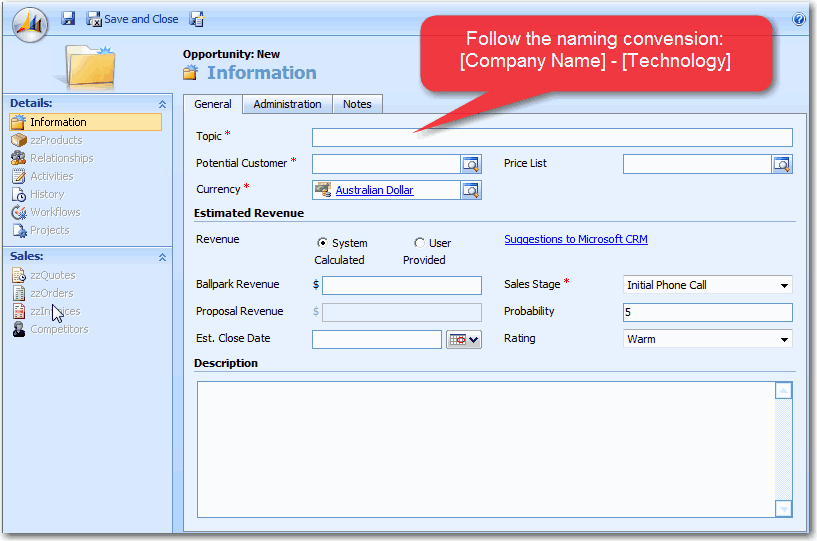 Save and Close
Follow the naming convension:
[Company Name] - [Technology]
Opportunity: New
Information
Details:
Information
zzProducts
Relationships
Activities
History
Workflows
Projects
Sales:
zzQuotes
zzOrders
zzInvoices
Competitors
General Administration Notes
Topic *
Potential Customer * Price List
Currency * Australian Dollar
Estimated Revenue
Revenue System Calculated User Provided Suggestions to Microsoft CRM
Ballpark Revenue $ Sales Stage * Initial Phone Call
Proposal Revenue $ Probability 5
Est. Close Date Rating Warm
Description